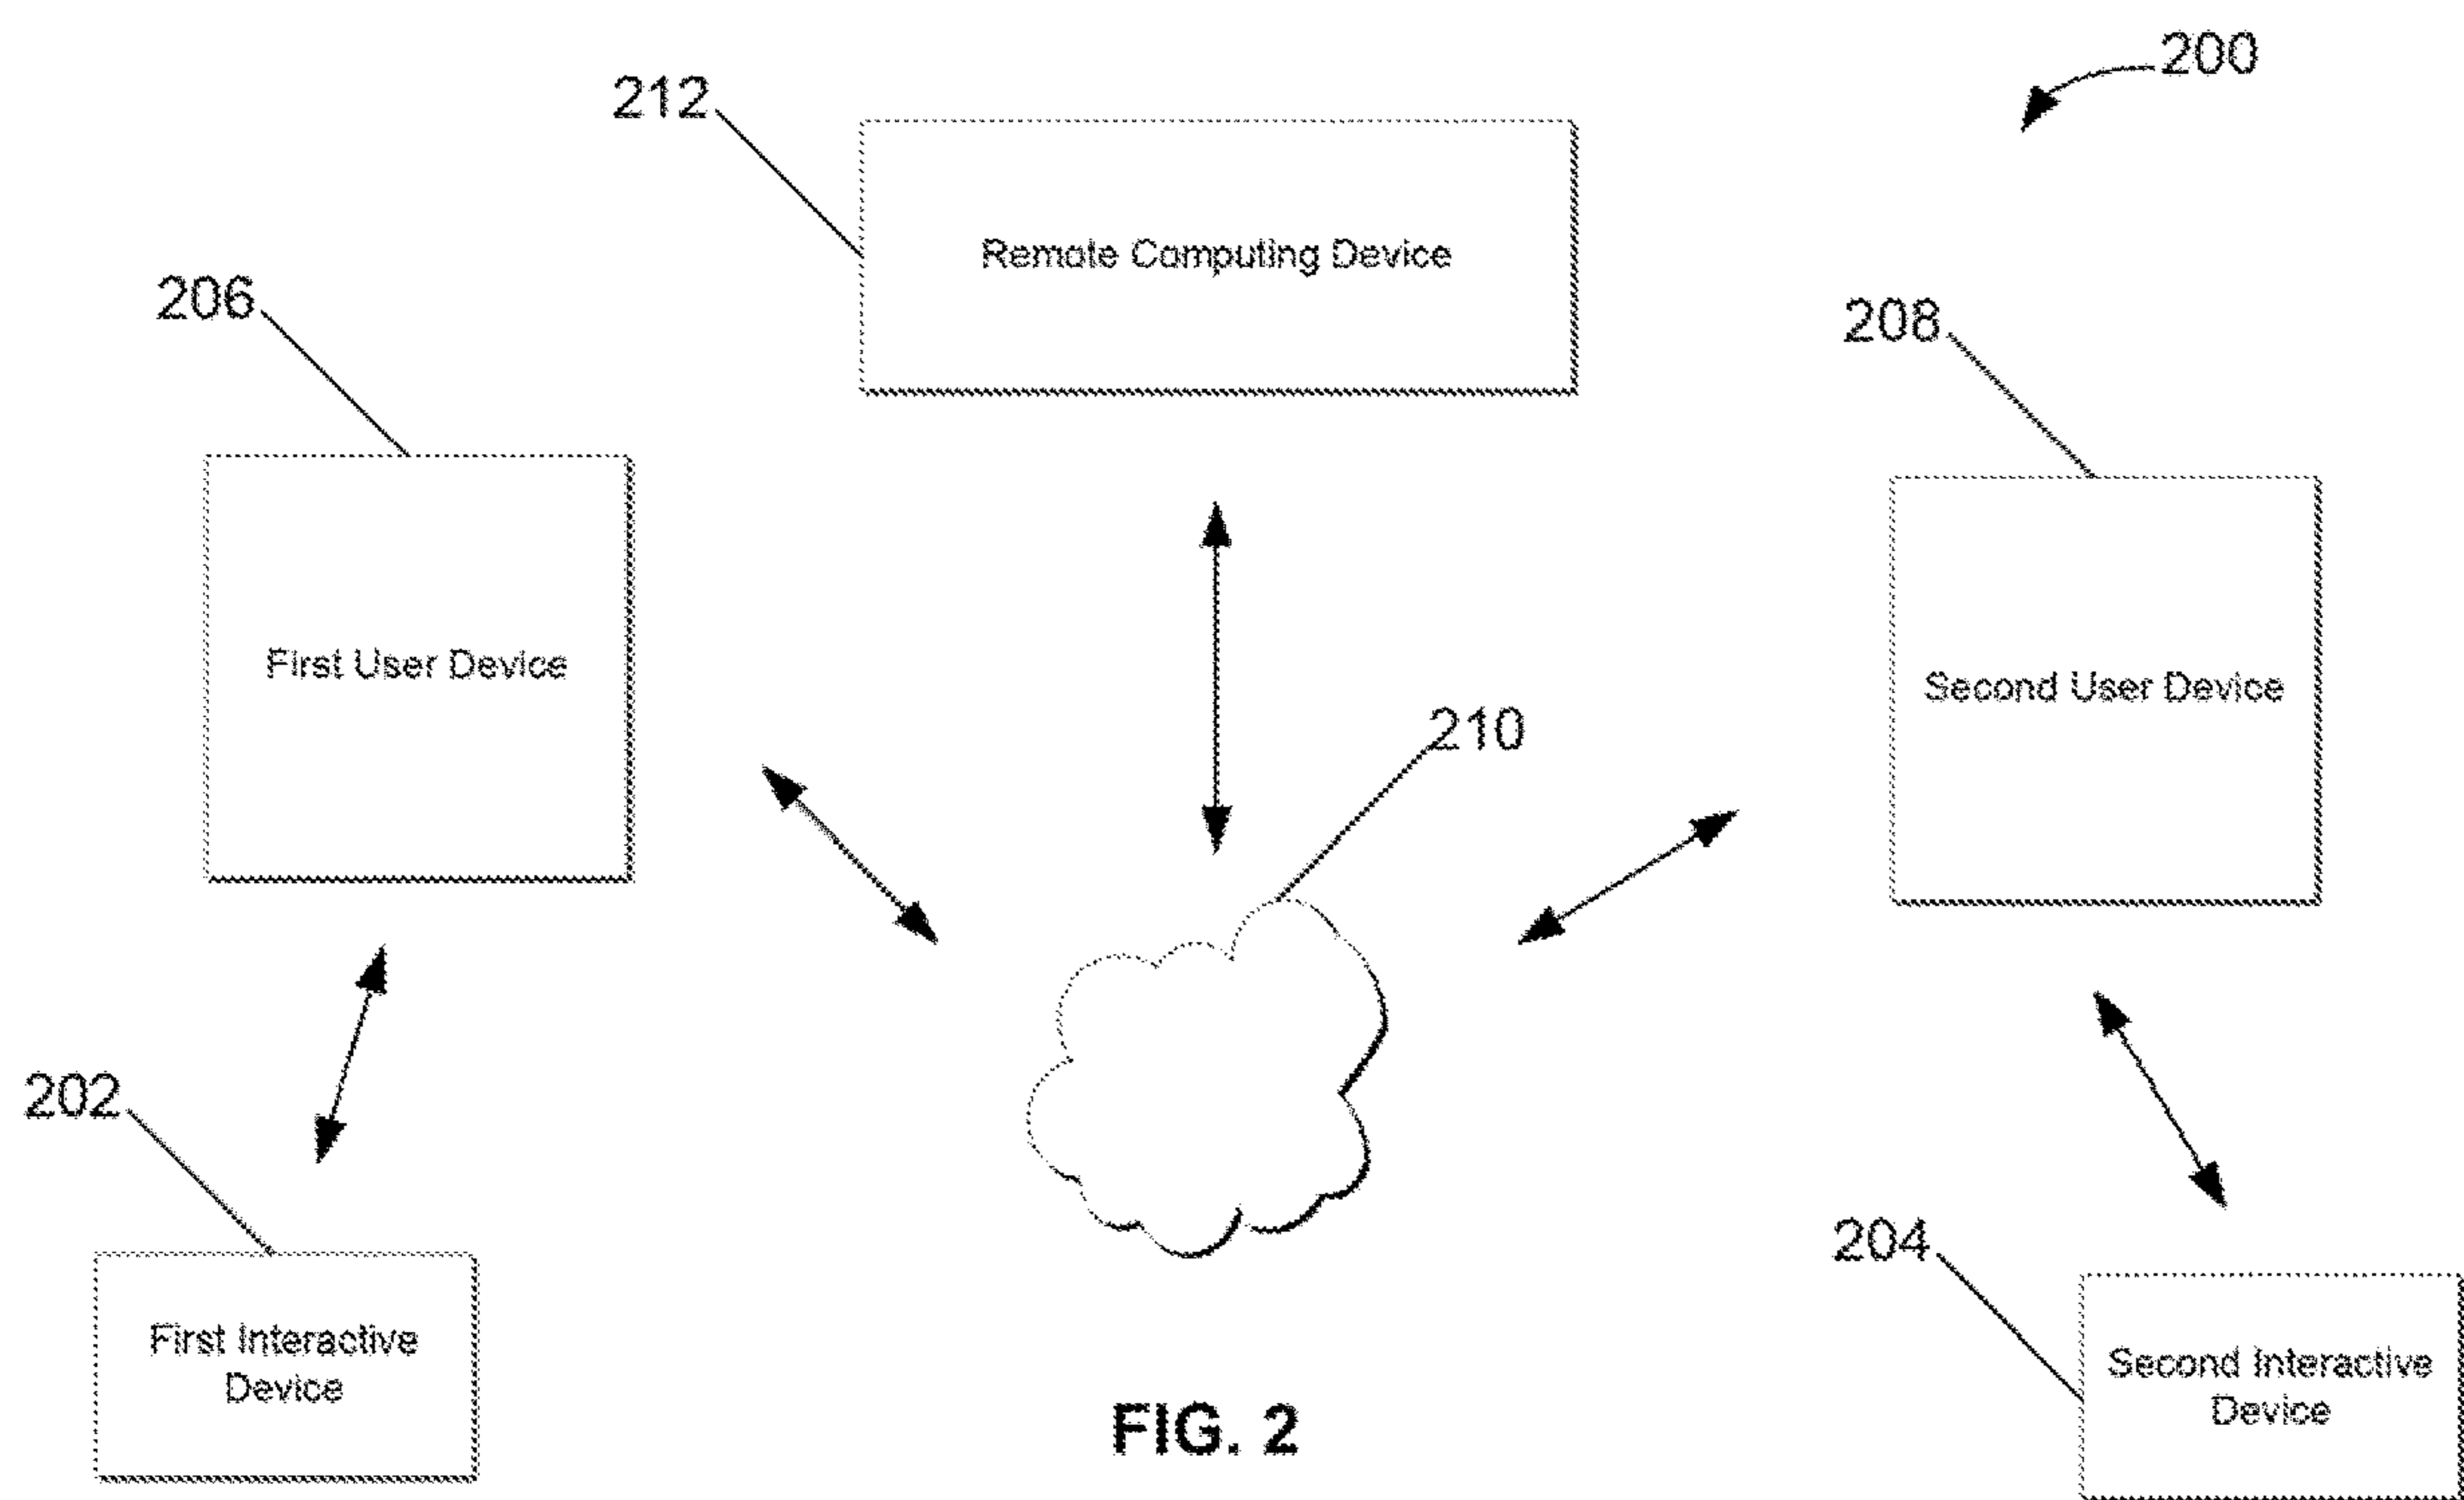 200
212
Remote Computing Device
206
208
First User Device
Second User Device
210
202
204
First Interactive
Device
Second Interactive
Device
FIG. 2